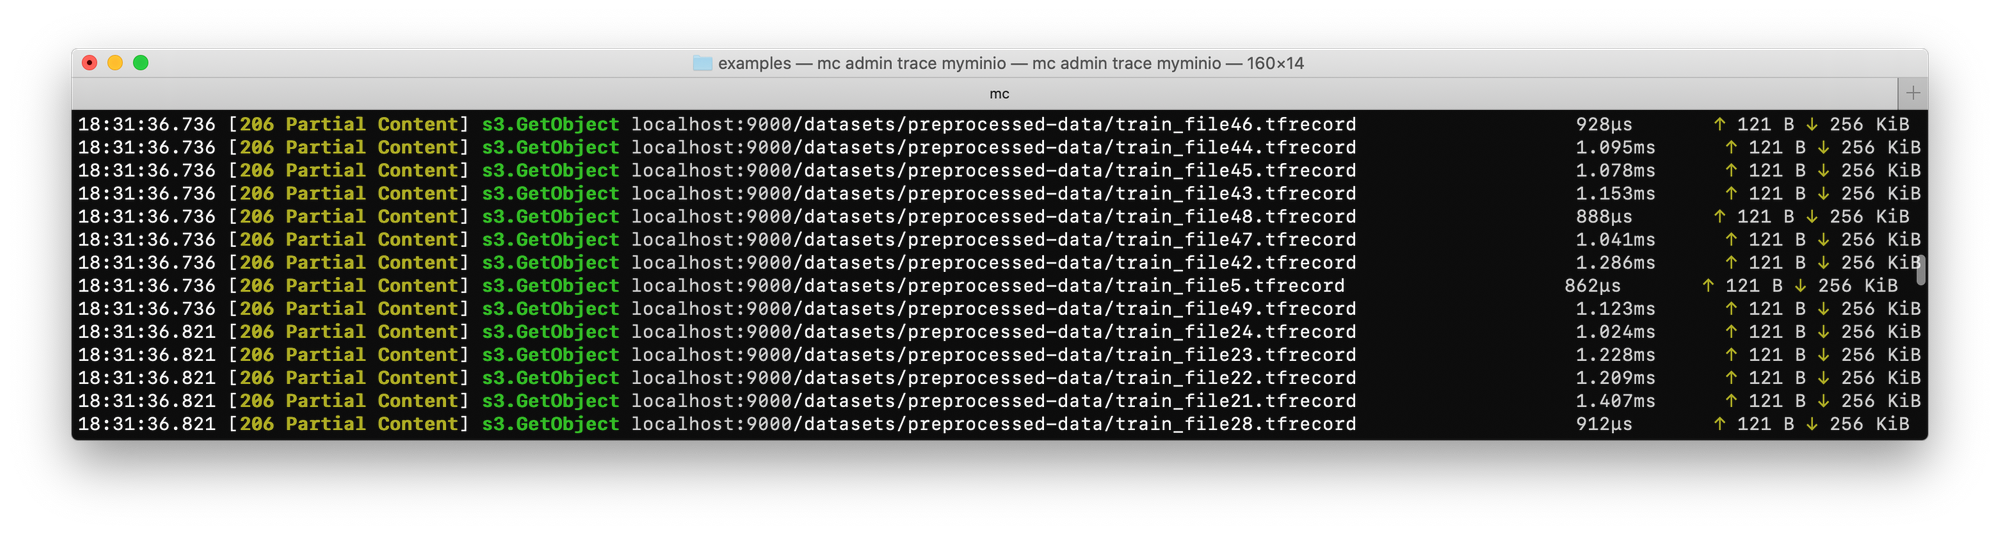 examples — mc admin trace myminio — mc admin trace myminio — 160×14
mc
18:31:36.736 [206 Partial Content] s3.GetObject localhost:9000/datasets/preprocessed-data/train_file46.tfrecord 928µs ↑ 121 B ↓ 256 KiB
18:31:36.736 [206 Partial Content] s3.GetObject localhost:9000/datasets/preprocessed-data/train_file44.tfrecord 1.095ms ↑ 121 B ↓ 256 KiB
18:31:36.736 [206 Partial Content] s3.GetObject localhost:9000/datasets/preprocessed-data/train_file45.tfrecord 1.078ms ↑ 121 B ↓ 256 KiB
18:31:36.736 [206 Partial Content] s3.GetObject localhost:9000/datasets/preprocessed-data/train_file43.tfrecord 1.153ms ↑ 121 B ↓ 256 KiB
18:31:36.736 [206 Partial Content] s3.GetObject localhost:9000/datasets/preprocessed-data/train_file48.tfrecord 888µs ↑ 121 B ↓ 256 KiB
18:31:36.736 [206 Partial Content] s3.GetObject localhost:9000/datasets/preprocessed-data/train_file47.tfrecord 1.041ms ↑ 121 B ↓ 256 KiB
18:31:36.736 [206 Partial Content] s3.GetObject localhost:9000/datasets/preprocessed-data/train_file42.tfrecord 1.286ms ↑ 121 B ↓ 256 KiB
18:31:36.736 [206 Partial Content] s3.GetObject localhost:9000/datasets/preprocessed-data/train_file5.tfrecord 862µs ↑ 121 B ↓ 256 KiB
18:31:36.736 [206 Partial Content] s3.GetObject localhost:9000/datasets/preprocessed-data/train_file49.tfrecord 1.123ms ↑ 121 B ↓ 256 KiB
18:31:36.821 [206 Partial Content] s3.GetObject localhost:9000/datasets/preprocessed-data/train_file24.tfrecord 1.024ms ↑ 121 B ↓ 256 KiB
18:31:36.821 [206 Partial Content] s3.GetObject localhost:9000/datasets/preprocessed-data/train_file23.tfrecord 1.228ms ↑ 121 B ↓ 256 KiB
18:31:36.821 [206 Partial Content] s3.GetObject localhost:9000/datasets/preprocessed-data/train_file22.tfrecord 1.209ms ↑ 121 B ↓ 256 KiB
18:31:36.821 [206 Partial Content] s3.GetObject localhost:9000/datasets/preprocessed-data/train_file21.tfrecord 1.407ms ↑ 121 B ↓ 256 KiB
18:31:36.821 [206 Partial Content] s3.GetObject localhost:9000/datasets/preprocessed-data/train_file28.tfrecord 912µs ↑ 121 B ↓ 256 KiB